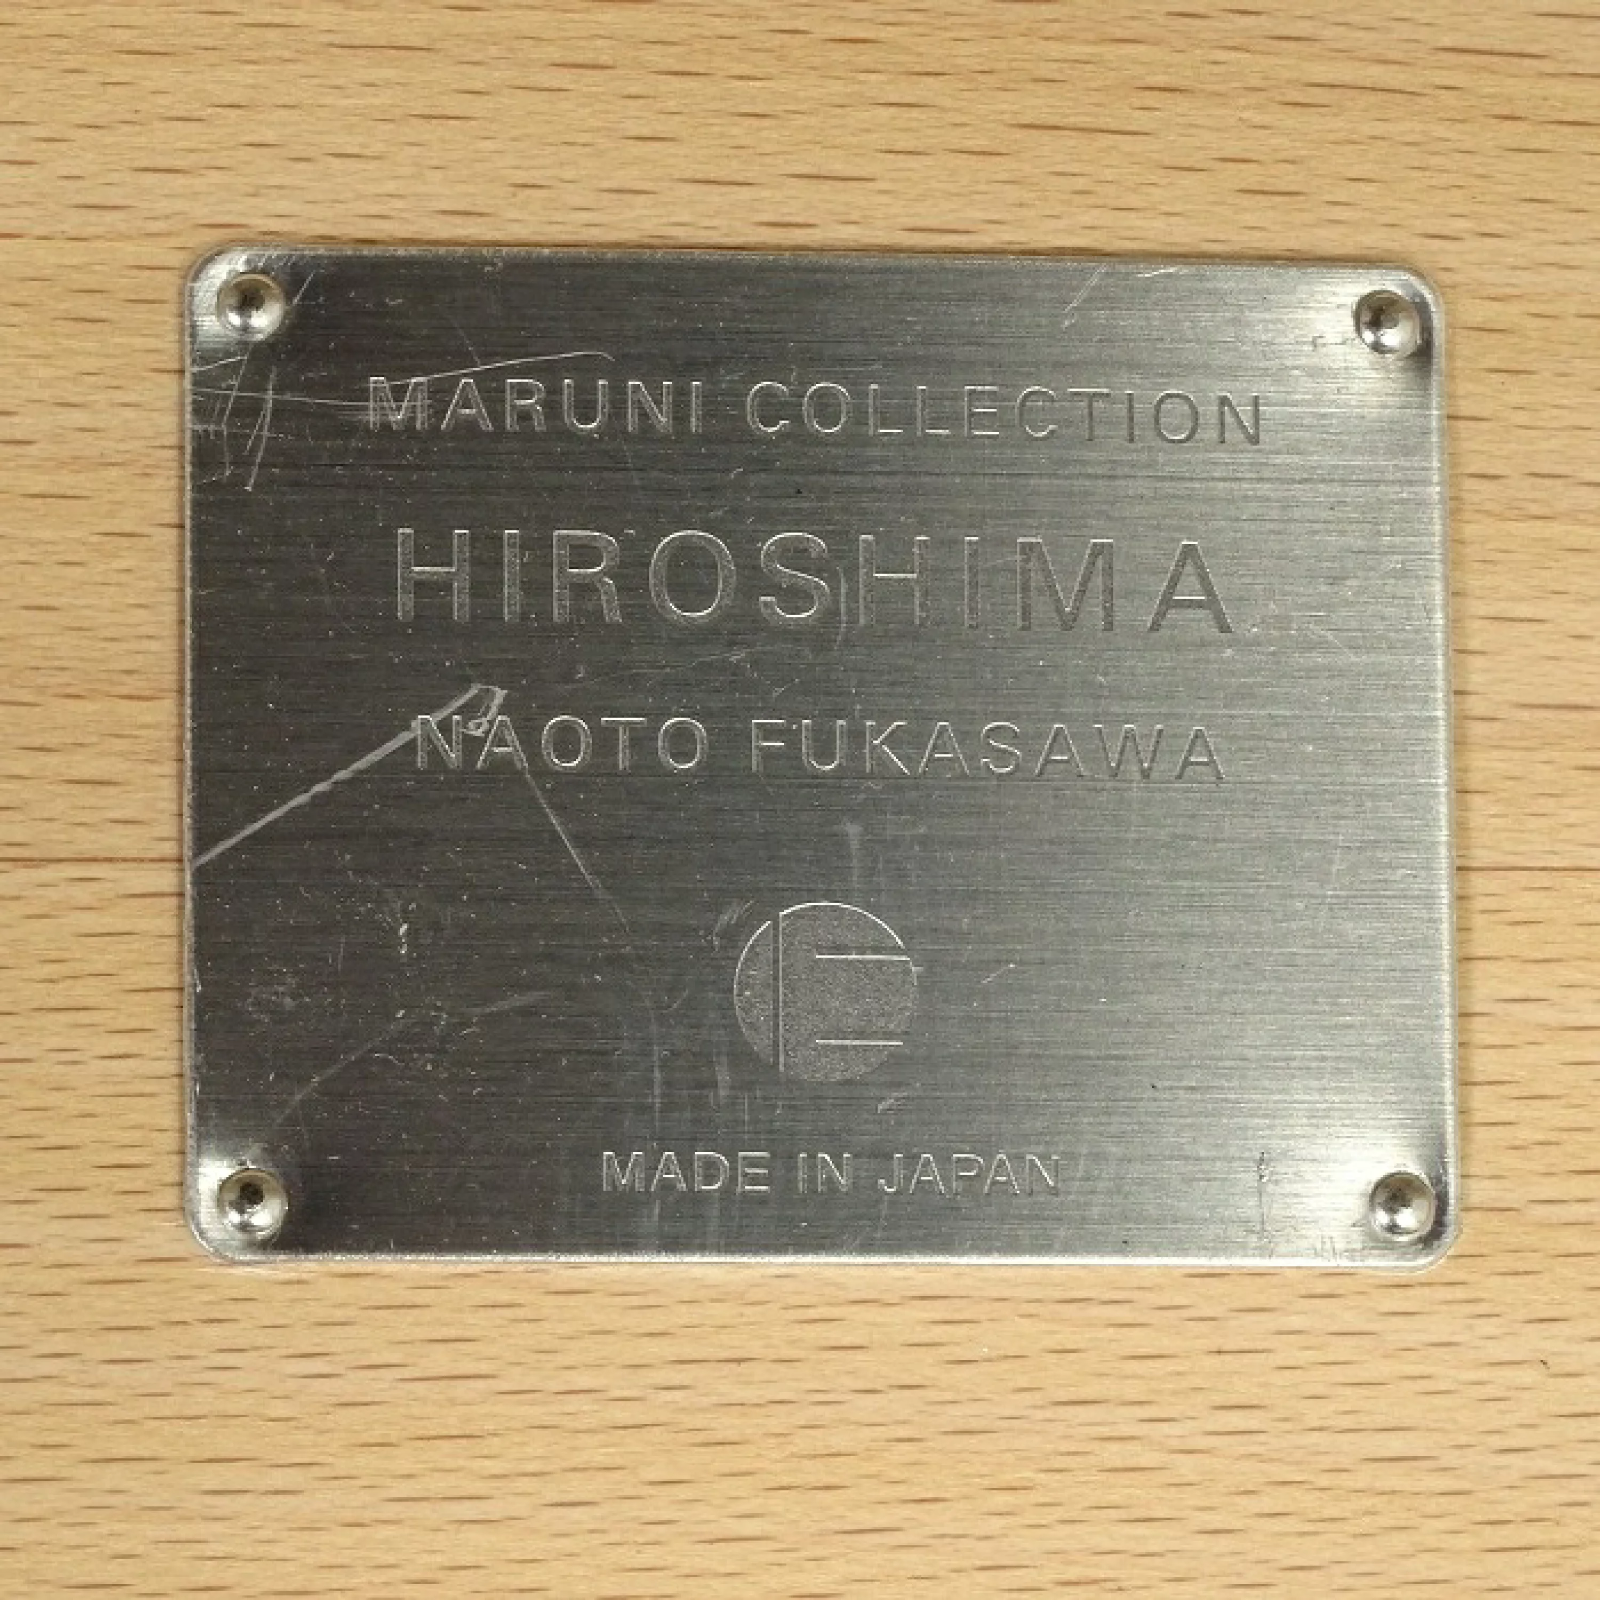 MARUNI COLLECTION
HIROSHIMA
NAOTO FUKASAWA
MADE IN JAPAN